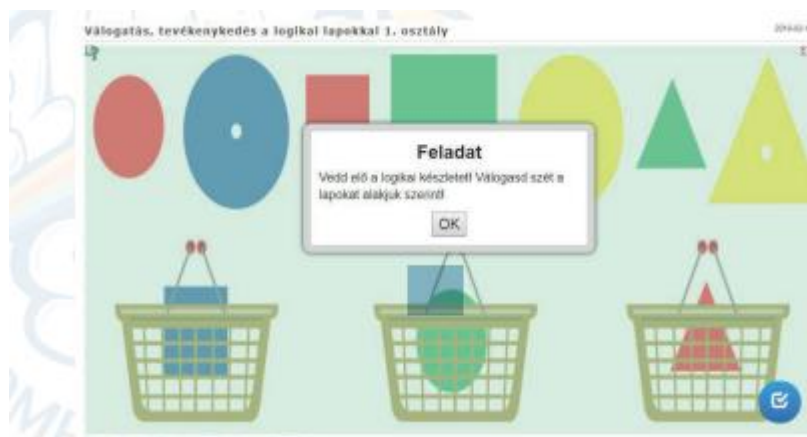 Válogatás, tevékenykedés a logikai lapokkal 1. osztály
Feladat
Vedd elő a logikai készletet! Válogasd szét a
lapokat alakjuk szerint!
OK